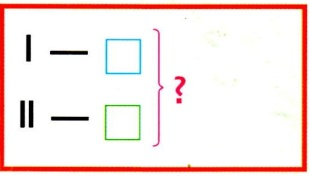 I — □
II — □
?